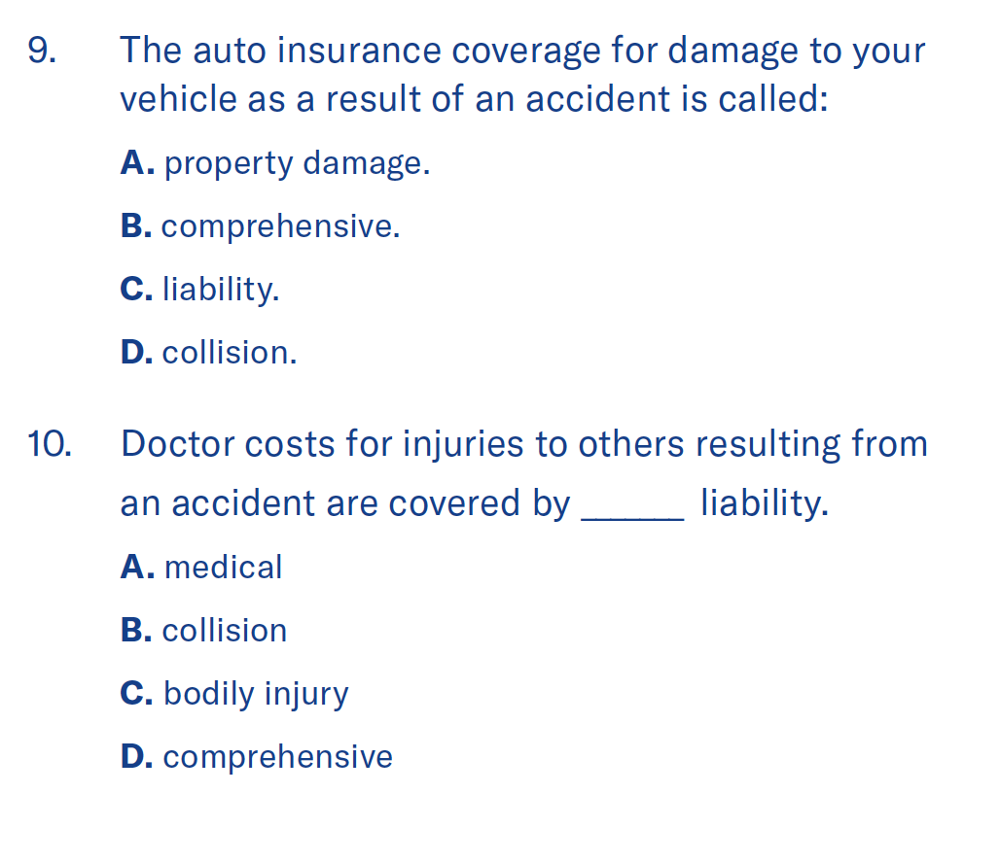 9. The auto insurance coverage for damage to your
vehicle as a result of an accident is called:
A. property damage.
B. comprehensive.
C. liability.
D. collision.
10. Doctor costs for injuries to others resulting from
an accident are covered by ______ liability.
A. medical
B. collision
C. bodily injury
D. comprehensive